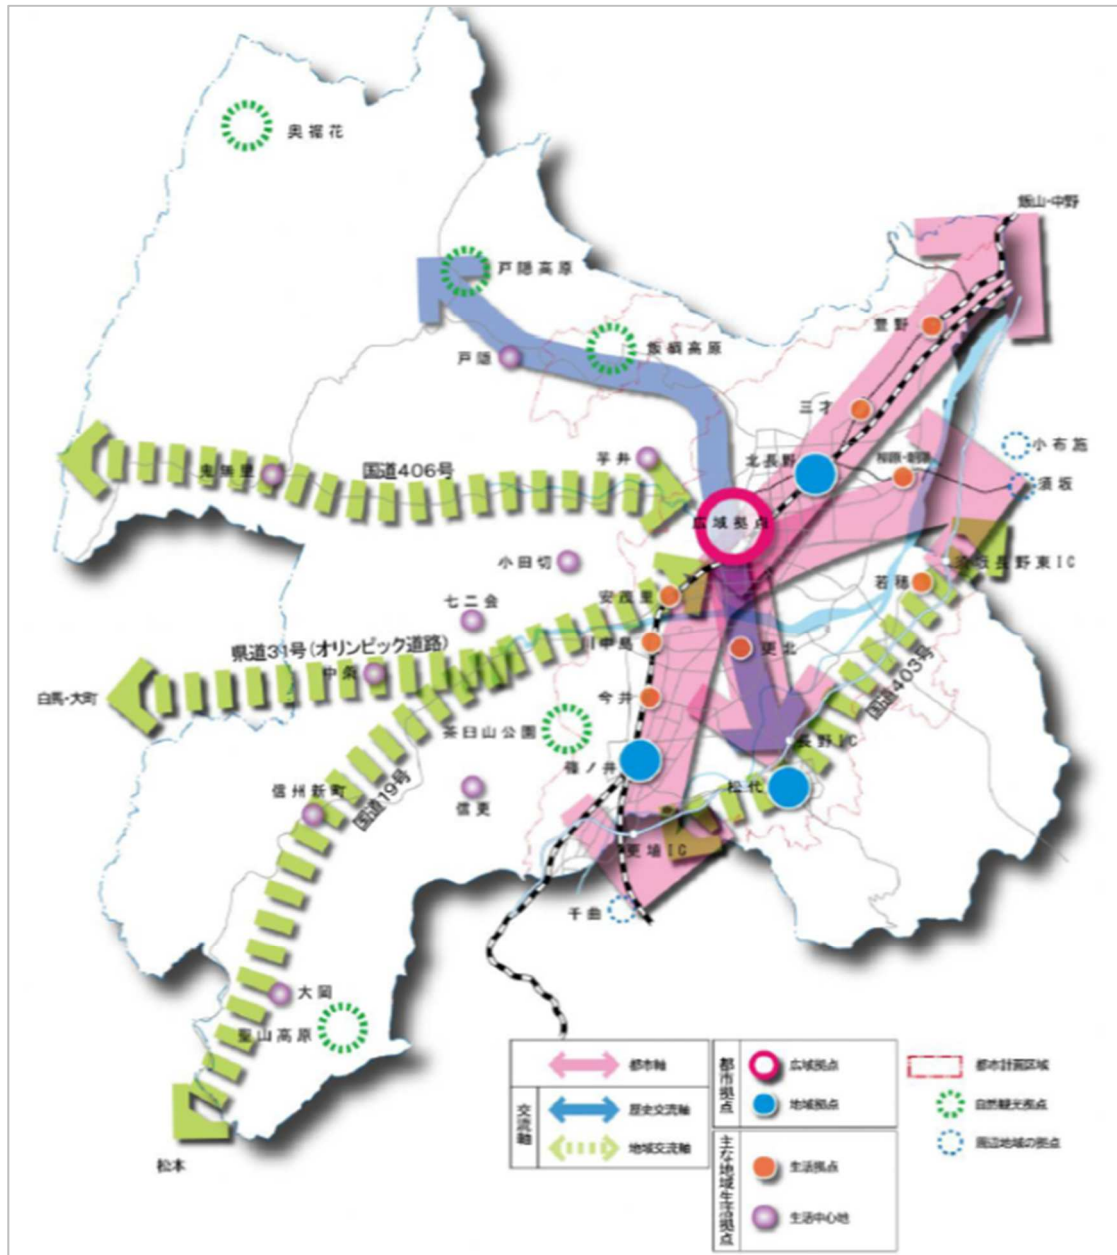 奥裾花
飯山・中野
戸隠高原
豊野
飯綱高原
戸隠
三才
小布施
芋井
北長野
国道406号
鬼無里
須坂
広域拠点
小田切
須坂長野東IC
若穂
安茂里
七二会
県道31号(オリンピック道路)
川中島
更北
中条
国道403号
今井
白馬・大町
茶臼山公園
長野IC
篠ノ井
松代
信州新町
信更
国道19号
更埴IC
千曲
大岡
聖山高原
松本
都市軸
交流軸
歴史交流軸
地域交流軸
都市拠点
広域拠点
地域拠点
主な地域生活拠点
生活拠点
生活中心地
都市計画区域
自然観光拠点
周辺地域の拠点